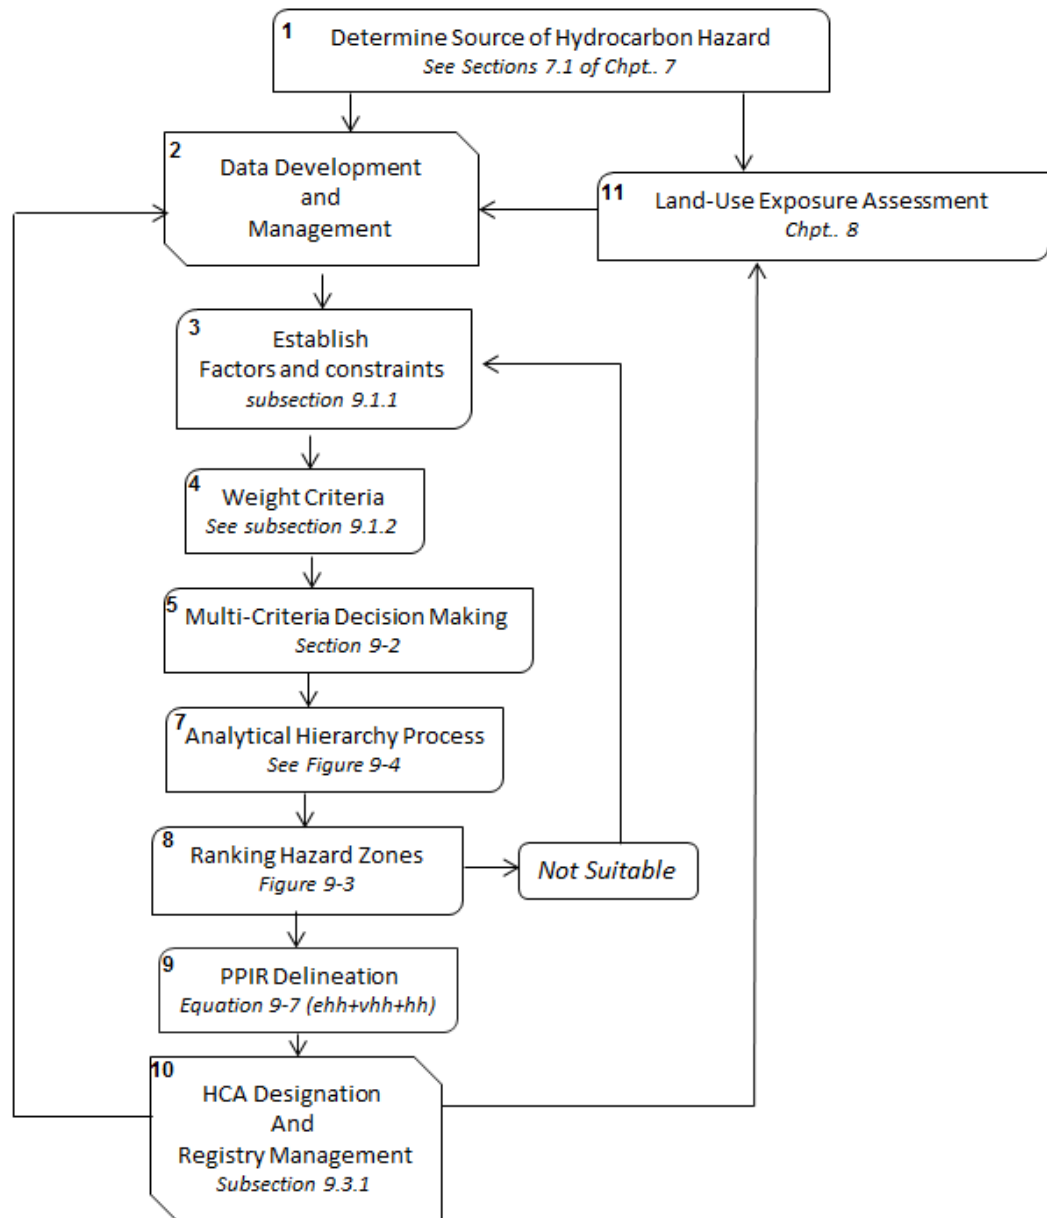 1
Determine Source of Hydrocarbon Hazard
See Sections 7.1 of Chpt.. 7
2
Data Development
and
Management
11
Land-Use Exposure Assessment
Chpt.. 8
3
Establish
Factors and constraints
subsection 9.1.1
4
Weight Criteria
See subsection 9.1.2
5
Multi-Criteria Decision Making
Section 9-2
7
Analytical Hierarchy Process
See Figure 9-4
8
Ranking Hazard Zones
Figure 9-3
Not Suitable
9
PPIR Delineation
Equation 9-7 (ehh+vhh+hh)
10
HCA Designation
And
Registry Management
Subsection 9.3.1